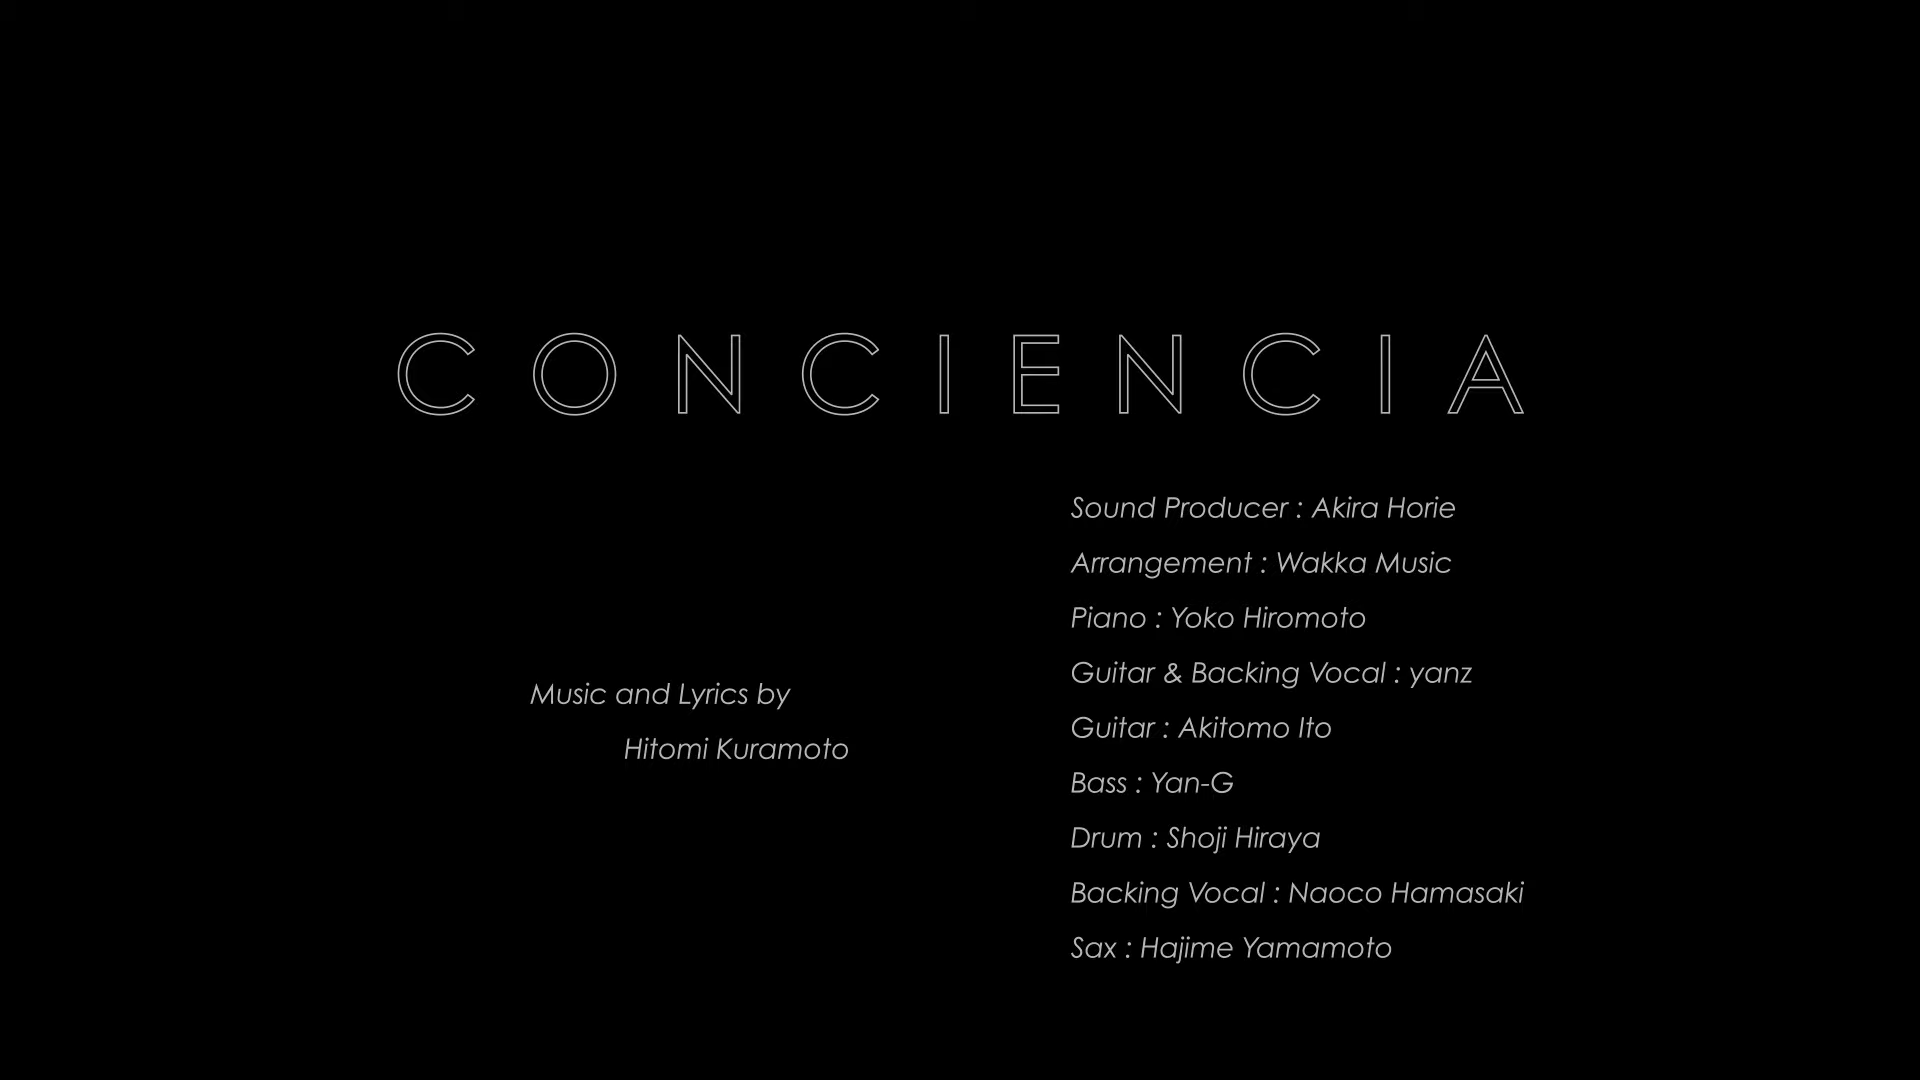 CONCIENCIA
Music and Lyrics by
Hitomi Kuramoto
Sound Producer : Akira Horie
Arrangement : Wakka Music
Piano : Yoko Hiromoto
Guitar & Backing Vocal : yanz
Guitar : Akitomo Ito
Bass : Yan-G
Drum : Shoji Hiraya
Backing Vocal : Naoco Hamasaki
Sax : Hajime Yamamoto